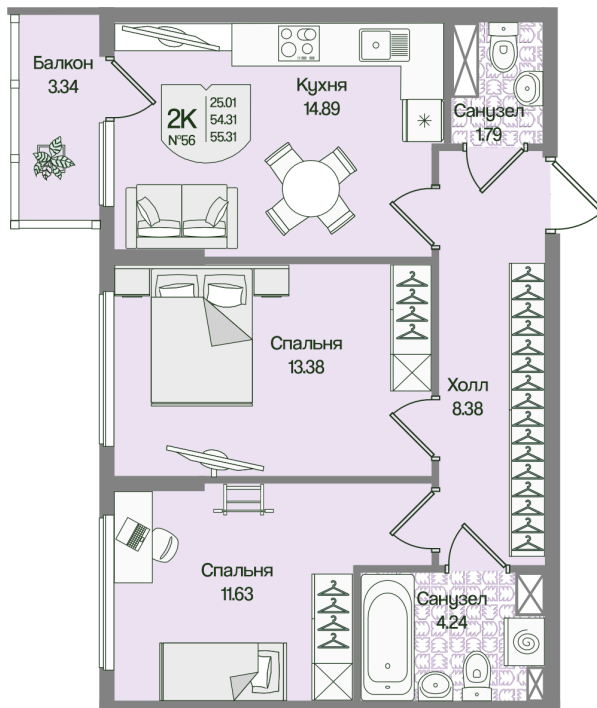 Балкон
3.34
2К
№56
25.01
54.31
55.31
Кухня
14.89
Санузел
1.79
Спальня
13.38
Холл
8.38
Спальня
11.63
Санузел
4.24